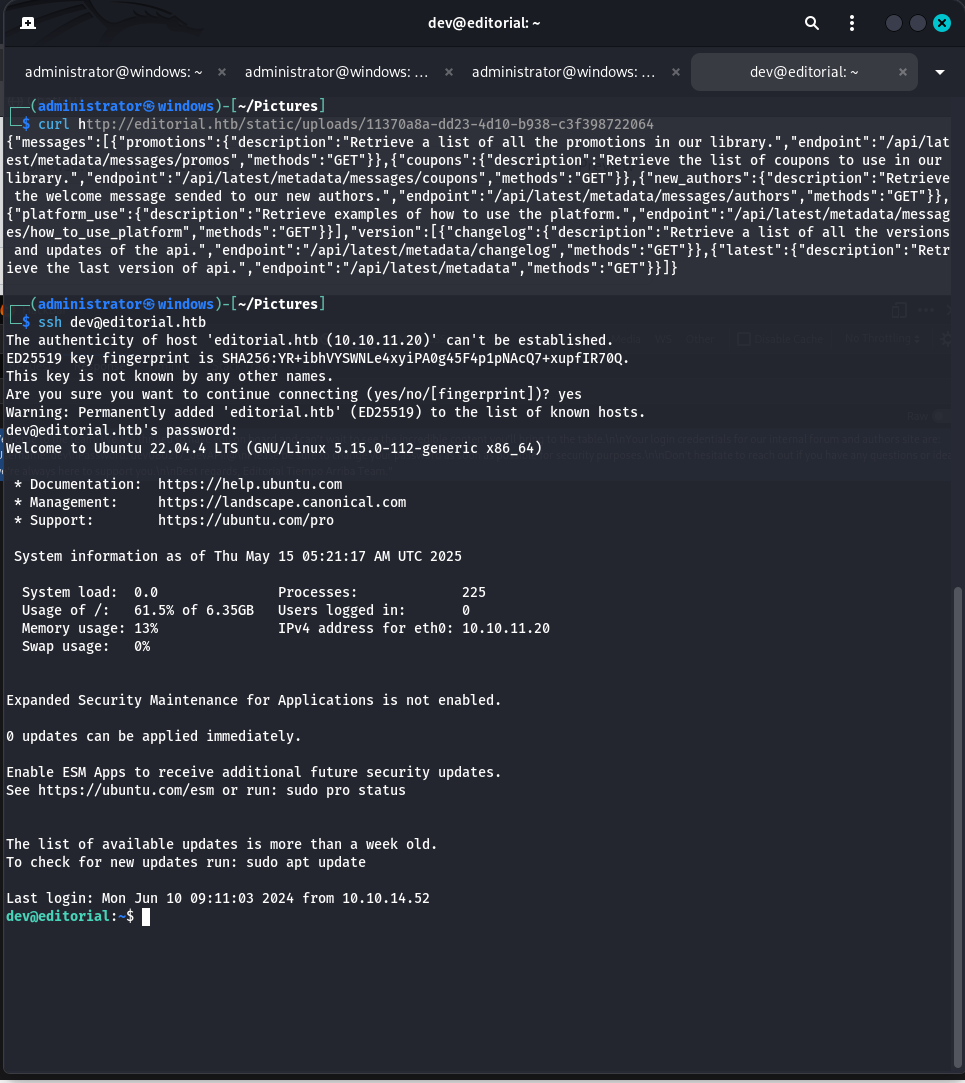 dev@editorial: ~
administrator@windows: ~ × administrator@windows: … × administrator@windows: … × dev@editorial: ~ ×
┌──(administrator㉿windows)-[~/Pictures]
└─$ curl http://editorial.htb/static/uploads/11370a8a-dd23-4d10-b938-c3f398722064
{"messages":[{"promotions":{"description":"Retrieve a list of all the promotions in our library.","endpoint":"/api/lat
est/metadata/messages/promos","methods":"GET"}},{"coupons":{"description":"Retrieve the list of coupons to use in our
library.","endpoint":"/api/latest/metadata/messages/coupons","methods":"GET"}},{"new_authors":{"description":"Retrieve
 the welcome message sended to our new authors.","endpoint":"/api/latest/metadata/messages/authors","methods":"GET"}},
{"platform_use":{"description":"Retrieve examples of how to use the platform.","endpoint":"/api/latest/metadata/messag
es/how_to_use_platform","methods":"GET"}}],"version":[{"changelog":{"description":"Retrieve a list of all the versions
 and updates of the api.","endpoint":"/api/latest/metadata/changelog","methods":"GET"}},{"latest":{"description":"Retr
ieve the last version of api.","endpoint":"/api/latest/metadata","methods":"GET"}}]}
┌──(administrator㉿windows)-[~/Pictures]
└─$ ssh dev@editorial.htb
The authenticity of host 'editorial.htb (10.10.11.20)' can't be established.
ED25519 key fingerprint is SHA256:YR+ibhVYSWNLe4xyiPA0g45F4p1pNAcQ7+xupfIR70Q.
This key is not known by any other names.
Are you sure you want to continue connecting (yes/no/[fingerprint])? yes
Warning: Permanently added 'editorial.htb' (ED25519) to the list of known hosts.
dev@editorial.htb's password:
Welcome to Ubuntu 22.04.4 LTS (GNU/Linux 5.15.0-112-generic x86_64)
 * Documentation:  https://help.ubuntu.com
 * Management:     https://landscape.canonical.com
 * Support:        https://ubuntu.com/pro
 System information as of Thu May 15 05:21:17 AM UTC 2025
  System load:  0.0               Processes:             225
  Usage of /:   61.5% of 6.35GB   Users logged in:       0
  Memory usage: 13%               IPv4 address for eth0: 10.10.11.20
  Swap usage:   0%
Expanded Security Maintenance for Applications is not enabled.
0 updates can be applied immediately.
Enable ESM Apps to receive additional future security updates.
See https://ubuntu.com/esm or run: sudo pro status
The list of available updates is more than a week old.
To check for new updates run: sudo apt update
Last login: Mon Jun 10 09:11:03 2024 from 10.10.14.52
dev@editorial:~$